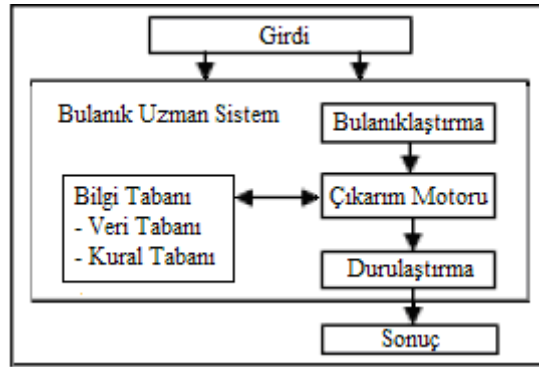 Girdi
Bulanık Uzman Sistem
Bulanıklaştırma
Bilgi Tabanı
- Veri Tabanı
- Kural Tabanı
Çıkarım Motoru
Durulaştırma
Sonuç